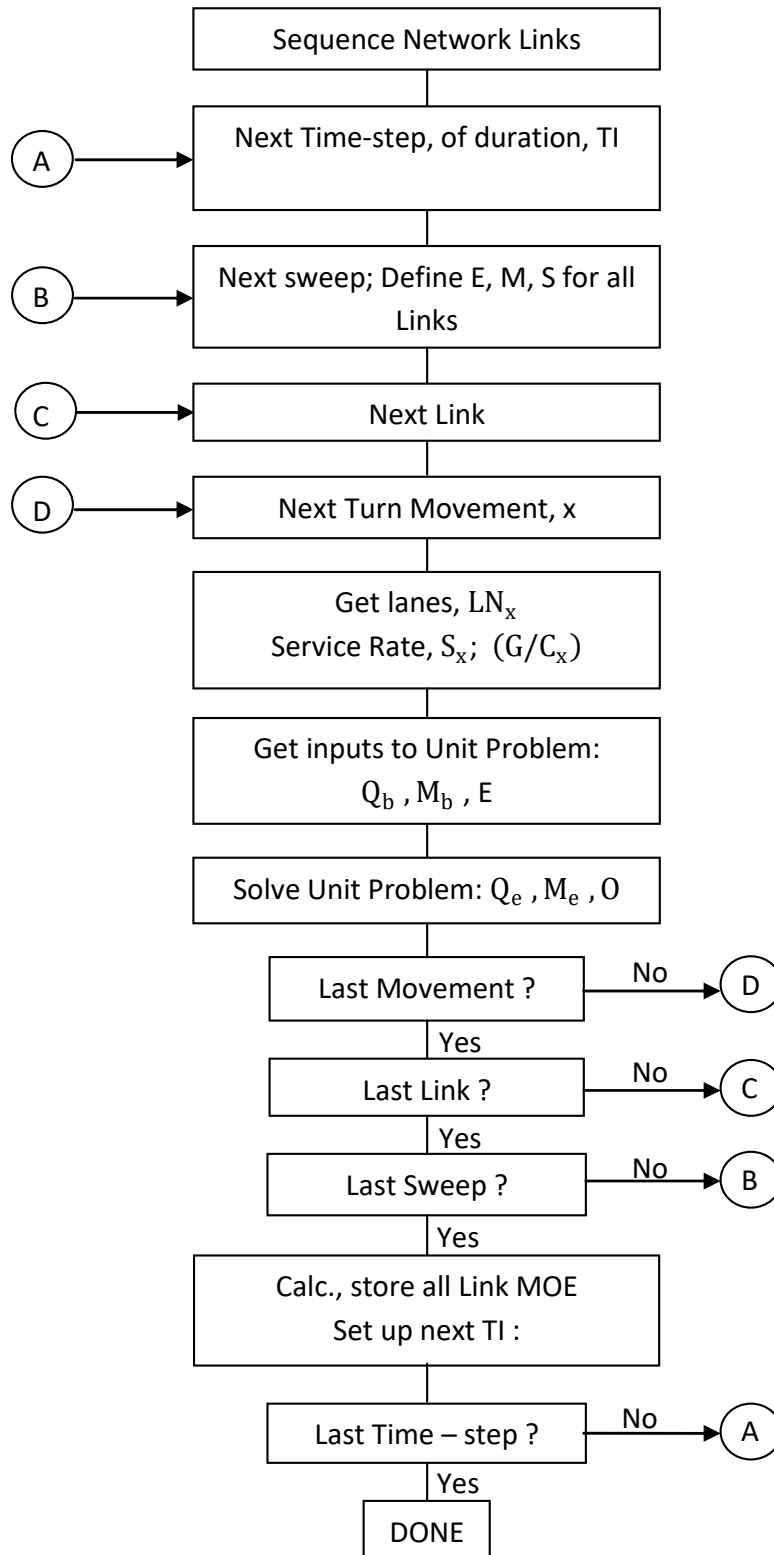 Sequence Network Links
A
Next Time-step, of duration, TI
B
Next sweep; Define E, M, S for all
Links
C
Next Link
D
Next Turn Movement, x
Get lanes, LNₓ
Service Rate, Sₓ; (G/Cₓ)
Get inputs to Unit Problem:
Q_b , M_b , E
Solve Unit Problem: Qₑ , Mₑ , O
Last Movement ?
No
D
Yes
Last Link ?
No
C
Yes
Last Sweep ?
No
B
Yes
Calc., store all Link MOE
Set up next TI :
Last Time – step ?
No
A
Yes
DONE